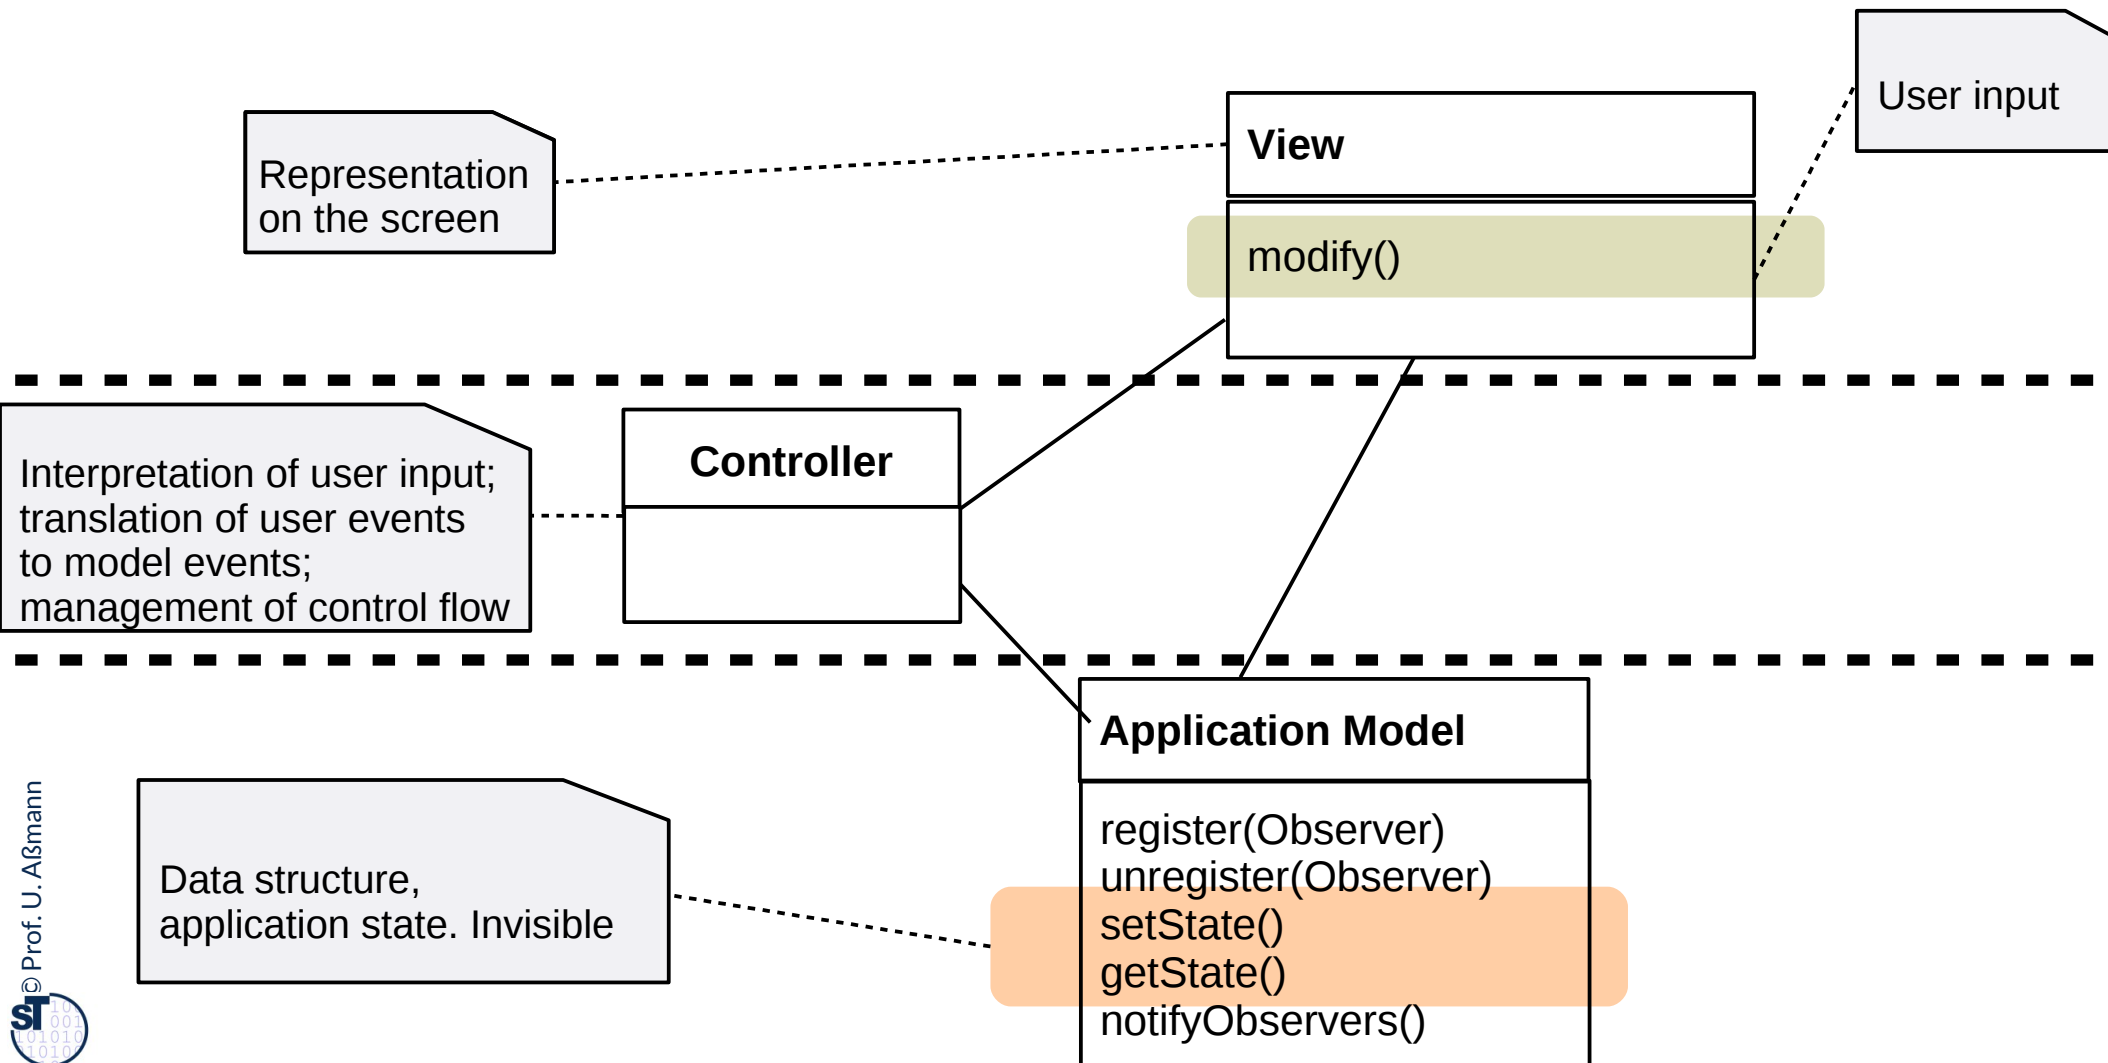 User input
View
Representation
on the screen
modify()
Controller
Interpretation of user input;
translation of user events
to model events;
management of control flow
Application Model
register(Observer)
unregister(Observer)
Data structure,
application state. Invisible
setState()
getState()
notifyObservers()
© Prof. U. Aßmann
ST